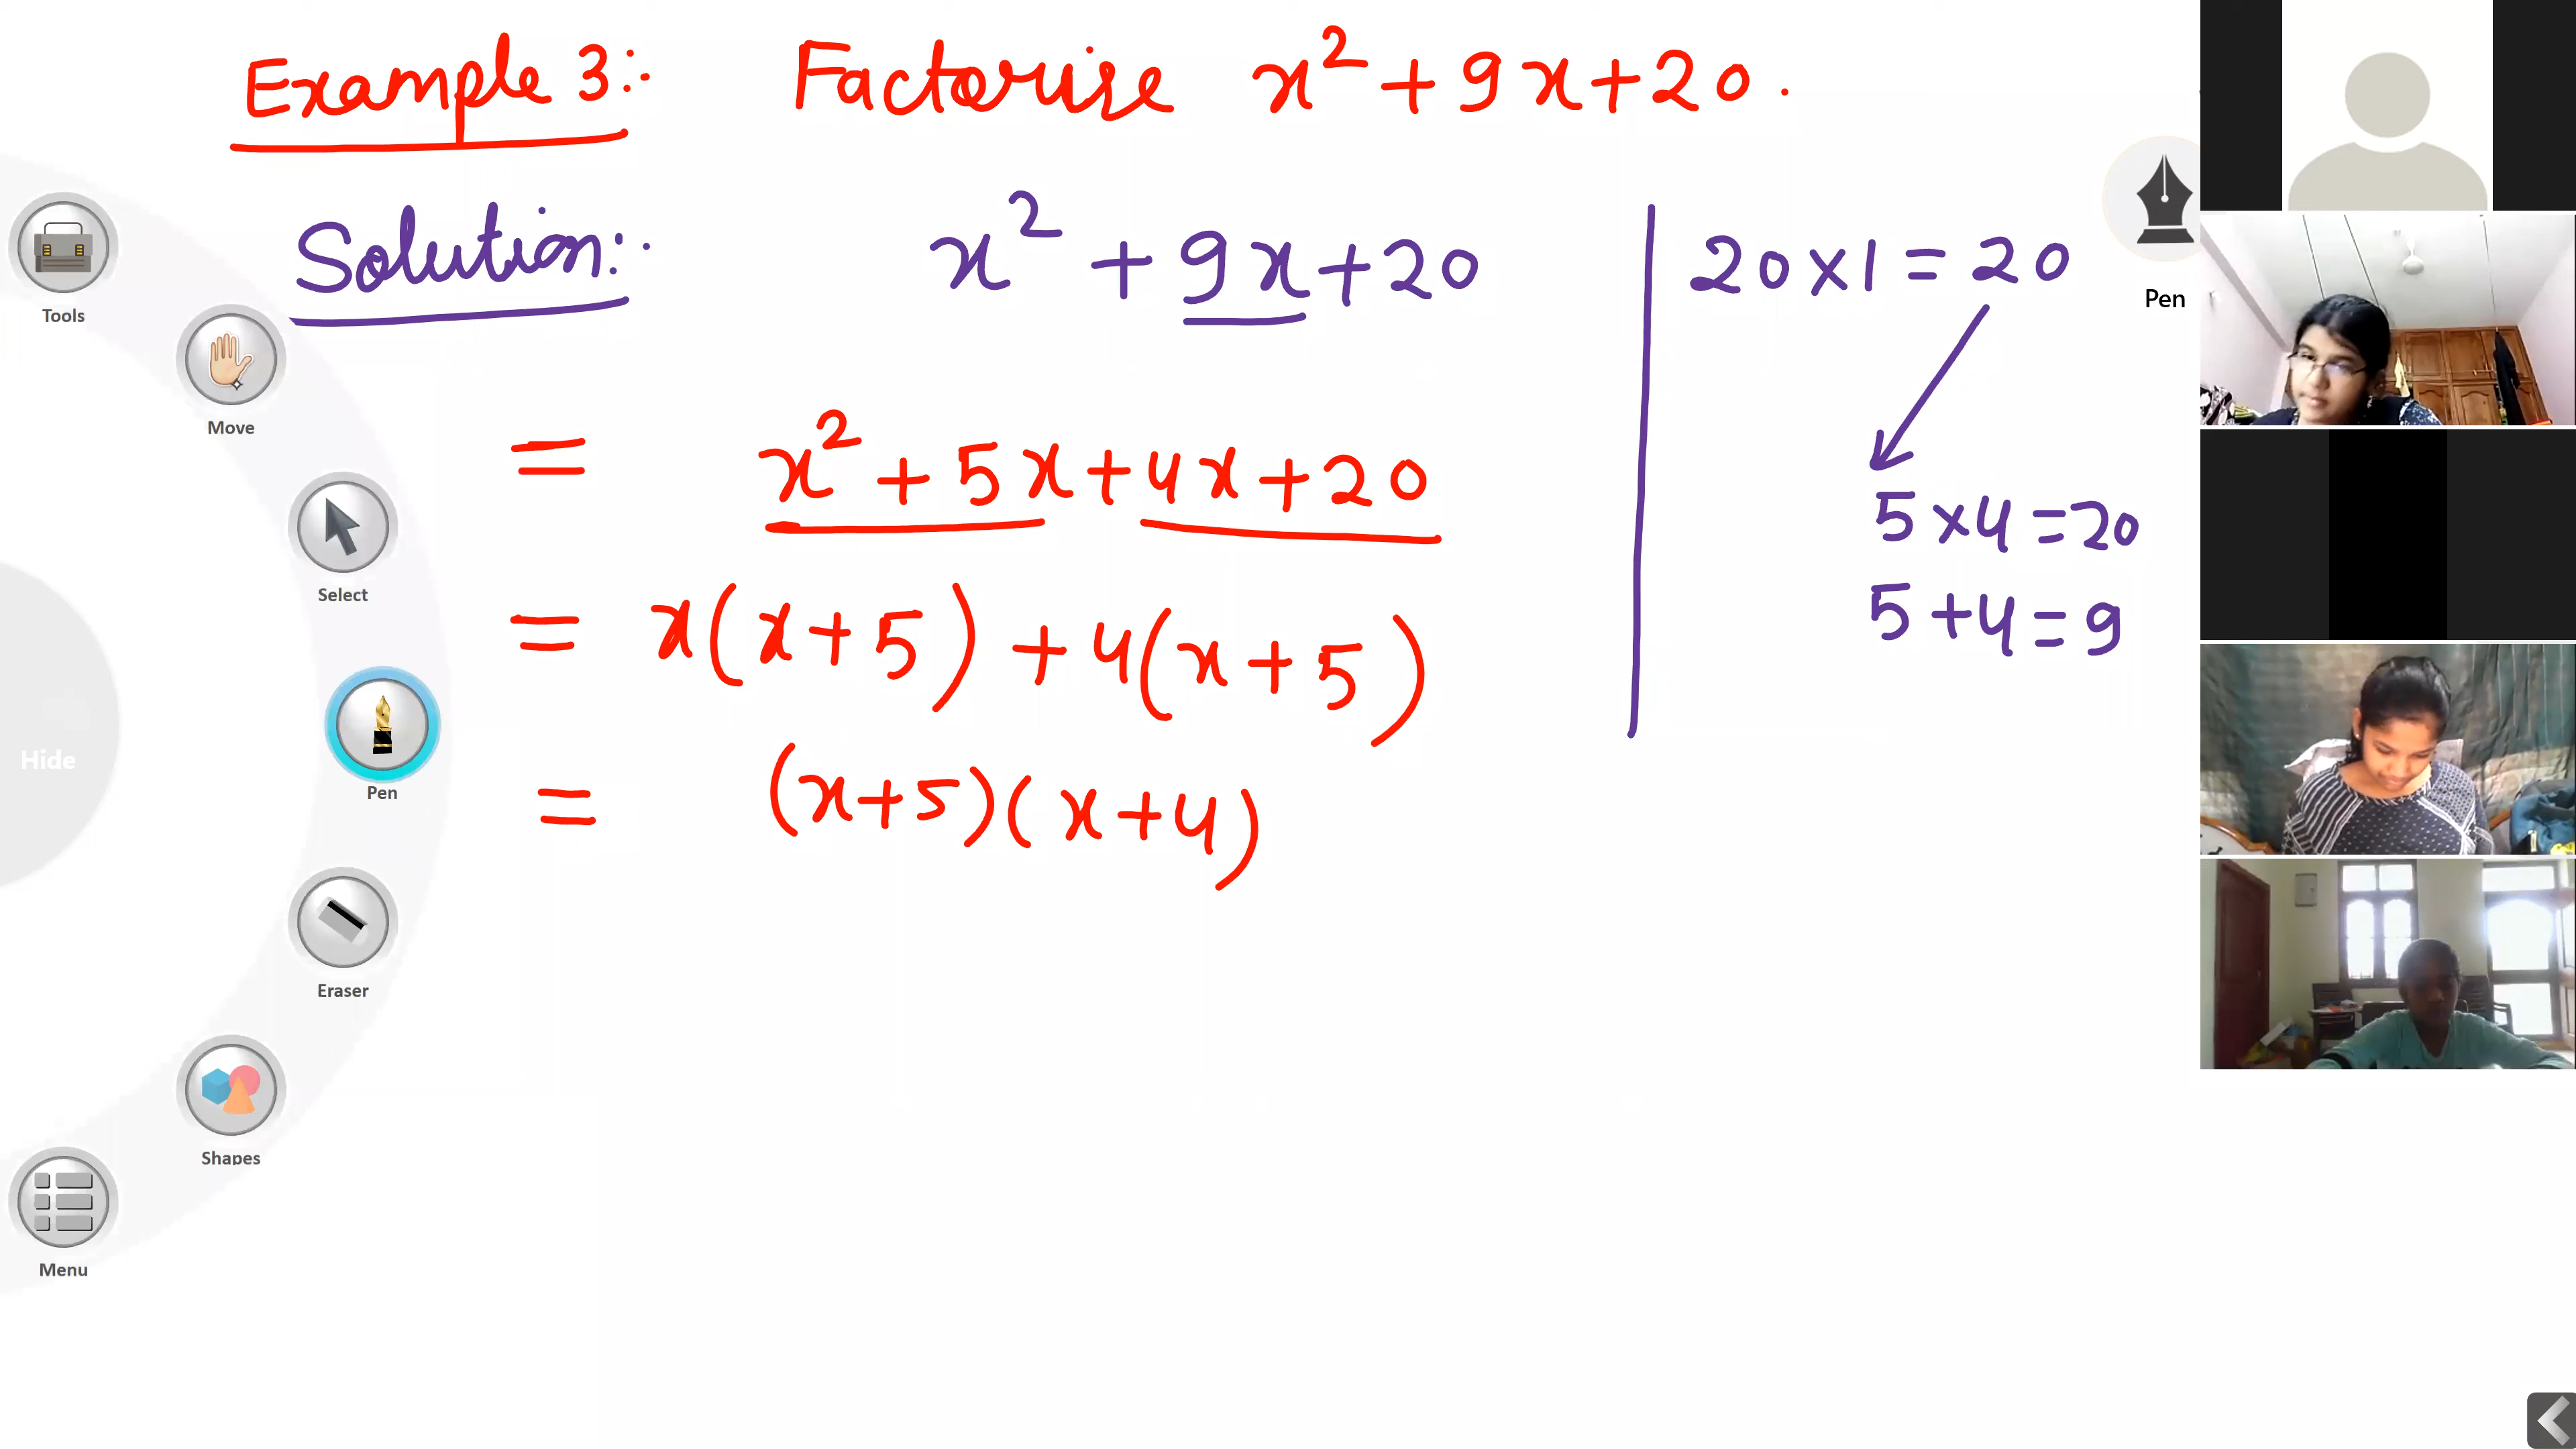 Example 3:- Factorise x² + 9x + 20.
Solution:- x² + 9x + 20
= x² + 5x + 4x + 20
= x(x+5) + 4(x+5)
= (x+5)(x+4)
20 x 1 = 20
5 x 4 = 20
5 + 4 = 9
Tools
Move
Select
Hide
Pen
Eraser
Shapes
Menu
Pen